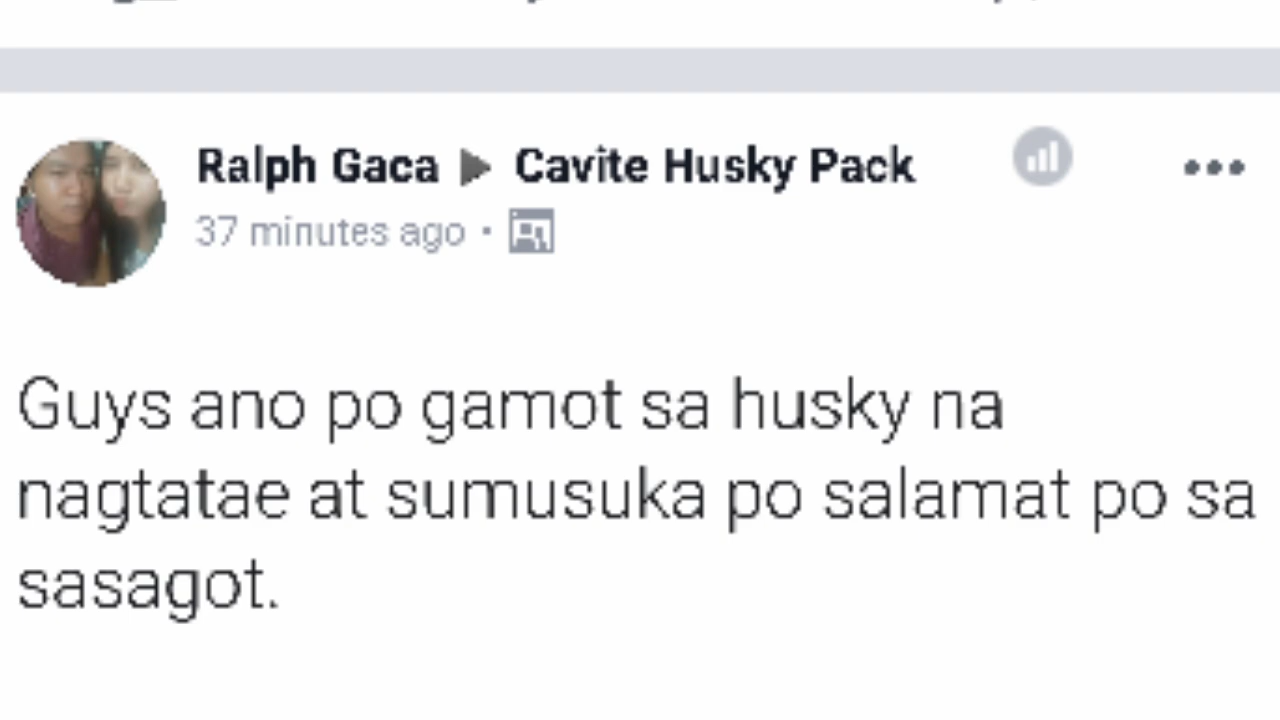 Ralph Gaca ▶ Cavite Husky Pack
37 minutes ago ·
Guys ano po gamot sa husky na
nagtatae at sumusuka po salamat po sa
sasagot.